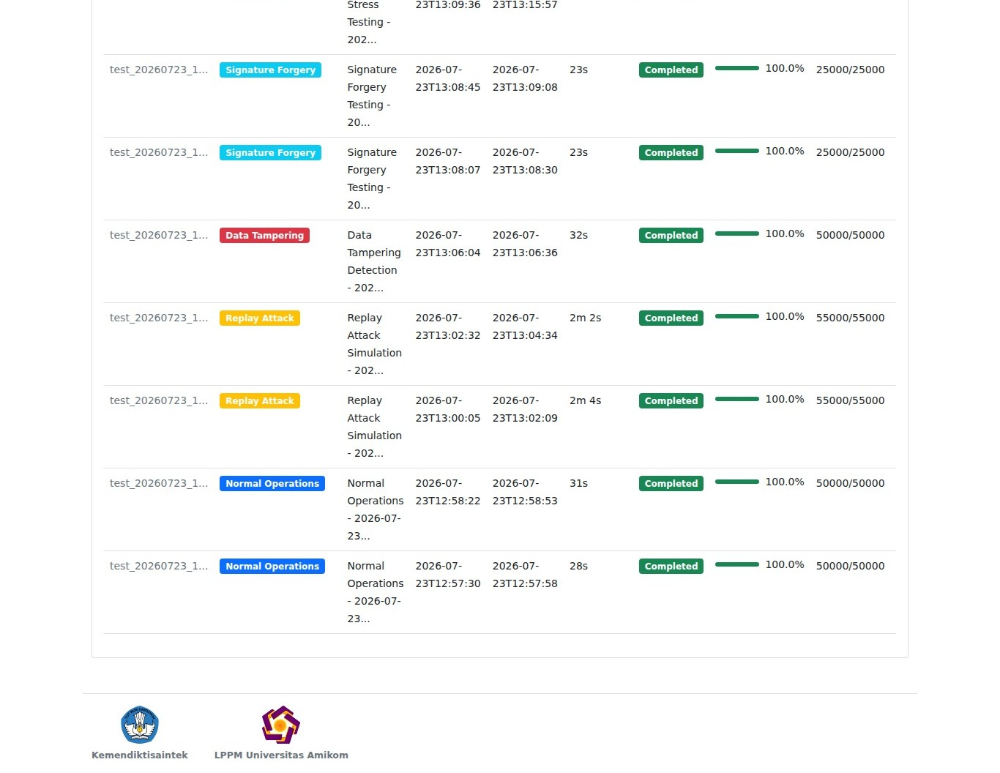 Stress 23T13:09:36 23T13:15:57
Testing -
202...
test_20260723_1... Signature Forgery Signature 2026-07- 2026-07- 23s Completed 100.0% 25000/25000
Forgery 23T13:08:45 23T13:09:08
Testing -
20...
test_20260723_1... Signature Forgery Signature 2026-07- 2026-07- 23s Completed 100.0% 25000/25000
Forgery 23T13:08:07 23T13:08:30
Testing -
20...
test_20260723_1... Data Tampering Data 2026-07- 2026-07- 32s Completed 100.0% 50000/50000
Tampering 23T13:06:04 23T13:06:36
Detection
- 202...
test_20260723_1... Replay Attack Replay 2026-07- 2026-07- 2m 2s Completed 100.0% 55000/55000
Attack 23T13:02:32 23T13:04:34
Simulation
- 202...
test_20260723_1... Replay Attack Replay 2026-07- 2026-07- 2m 4s Completed 100.0% 55000/55000
Attack 23T13:00:05 23T13:02:09
Simulation
- 202...
test_20260723_1... Normal Operations Normal 2026-07- 2026-07- 31s Completed 100.0% 50000/50000
Operations 23T12:58:22 23T12:58:53
- 2026-07-
23...
test_20260723_1... Normal Operations Normal 2026-07- 2026-07- 28s Completed 100.0% 50000/50000
Operations 23T12:57:30 23T12:57:58
- 2026-07-
23...
Kemendiktisaintek LPPM Universitas Amikom